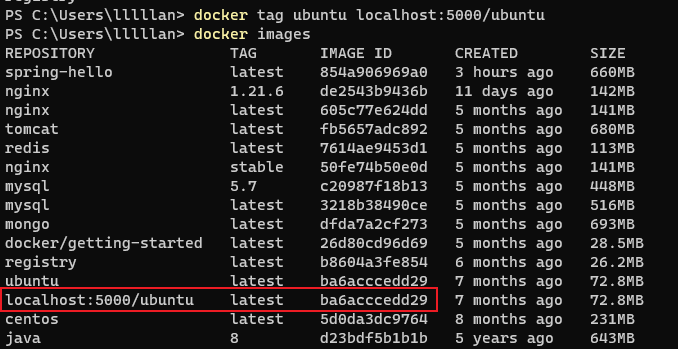 PS C:\Users\lllllan> docker tag ubuntu localhost:5000/ubuntu
PS C:\Users\lllllan> docker images
REPOSITORY TAG IMAGE ID CREATED SIZE
spring-hello latest 854a906969a0 3 hours ago 660MB
nginx 1.21.6 de2543b9436b 11 days ago 142MB
nginx latest 605c77e624dd 5 months ago 141MB
tomcat latest fb5657adc892 5 months ago 680MB
redis latest 7614ae9453d1 5 months ago 113MB
nginx stable 50fe74b50e0d 5 months ago 141MB
mysql 5.7 c20987f18b13 5 months ago 448MB
mysql latest 3218b38490ce 5 months ago 516MB
mongo latest dfda7a2cf273 5 months ago 693MB
docker/getting-started latest 26d80cd96d69 5 months ago 28.5MB
registry latest b8604a3fe854 6 months ago 26.2MB
ubuntu latest ba6acccedd29 7 months ago 72.8MB
localhost:5000/ubuntu latest ba6acccedd29 7 months ago 72.8MB
centos latest 5d0da3dc9764 8 months ago 231MB
java 8 d23bdf5b1b1b 5 years ago 643MB